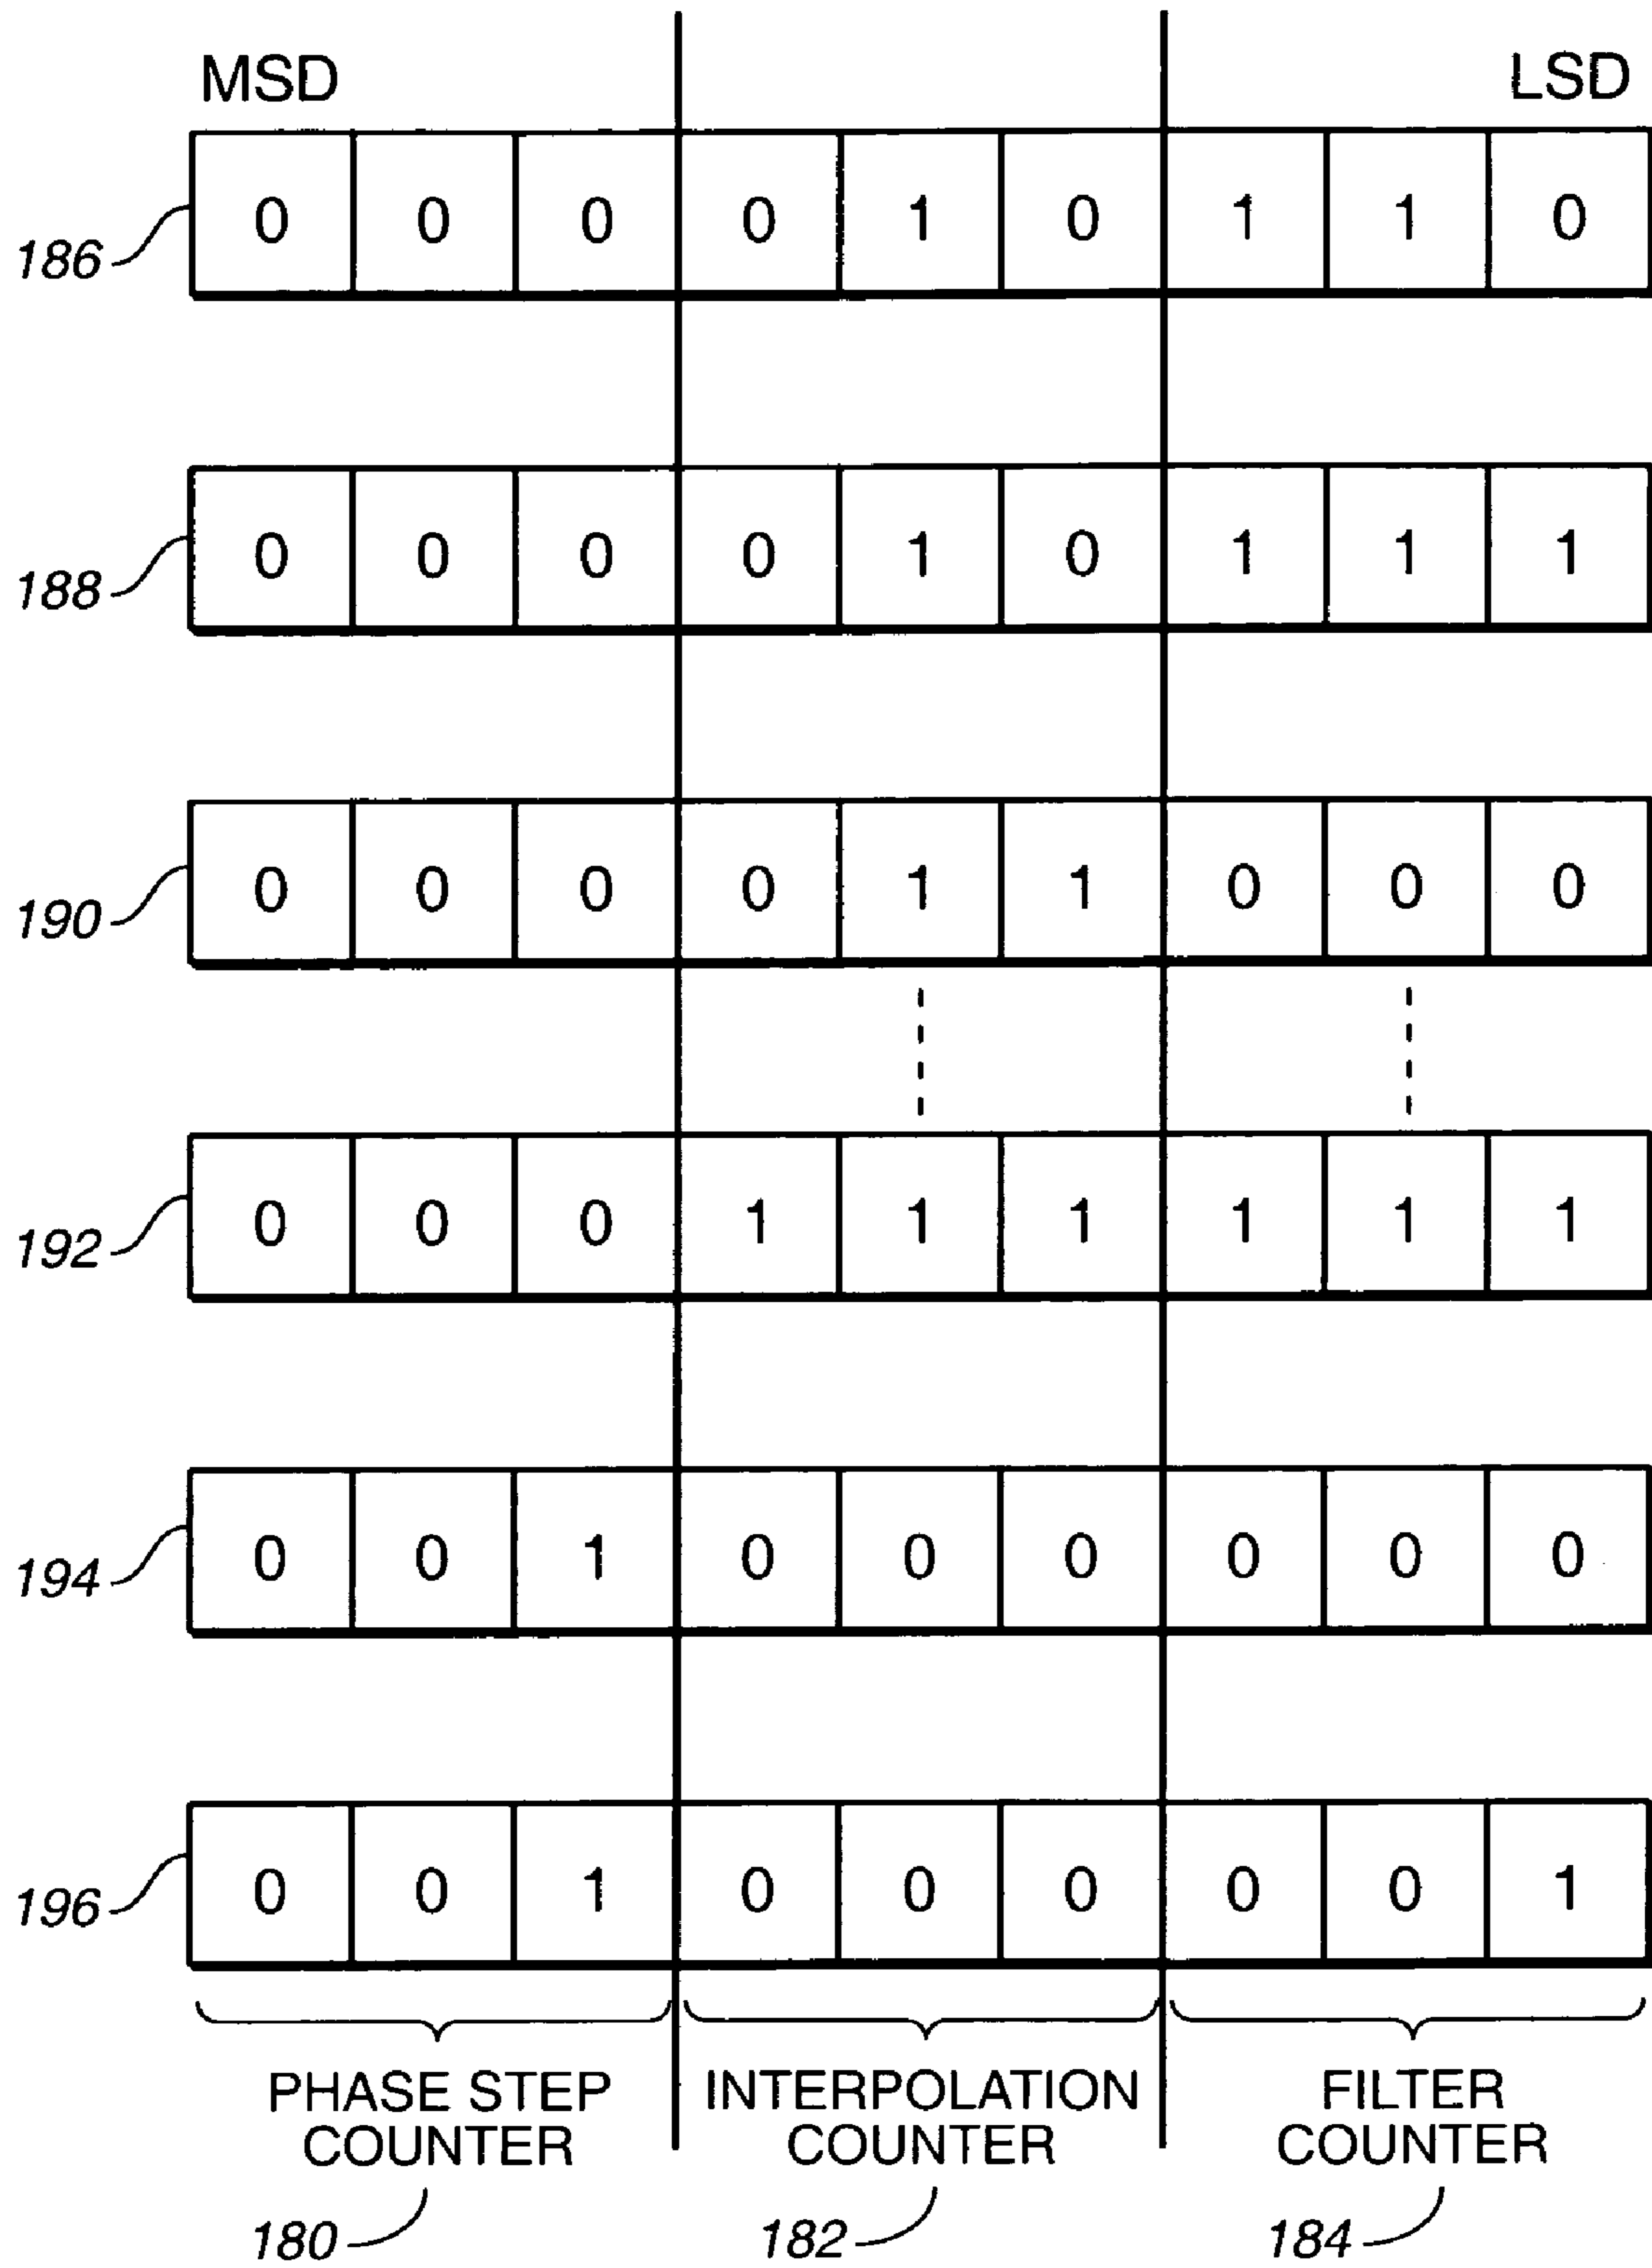 MSD LSD
186 0 0 0 0 1 0 1 1 0
188 0 0 0 0 1 0 1 1 1
190 0 0 0 0 1 1 0 0 0
192 0 0 0 1 1 1 1 1 1
194 0 0 1 0 0 0 0 0 0
196 0 0 1 0 0 0 0 0 1
PHASE STEP
COUNTER
180
INTERPOLATION
COUNTER
182
FILTER
COUNTER
184